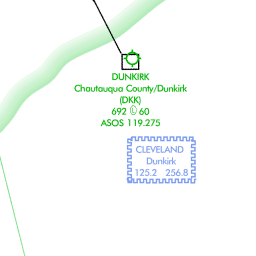 DUNKIRK
Chautauqua County/Dunkirk
(DKK)
692 Ⓛ 60
ASOS 119.275
CLEVELAND
Dunkirk
125.2 256.8